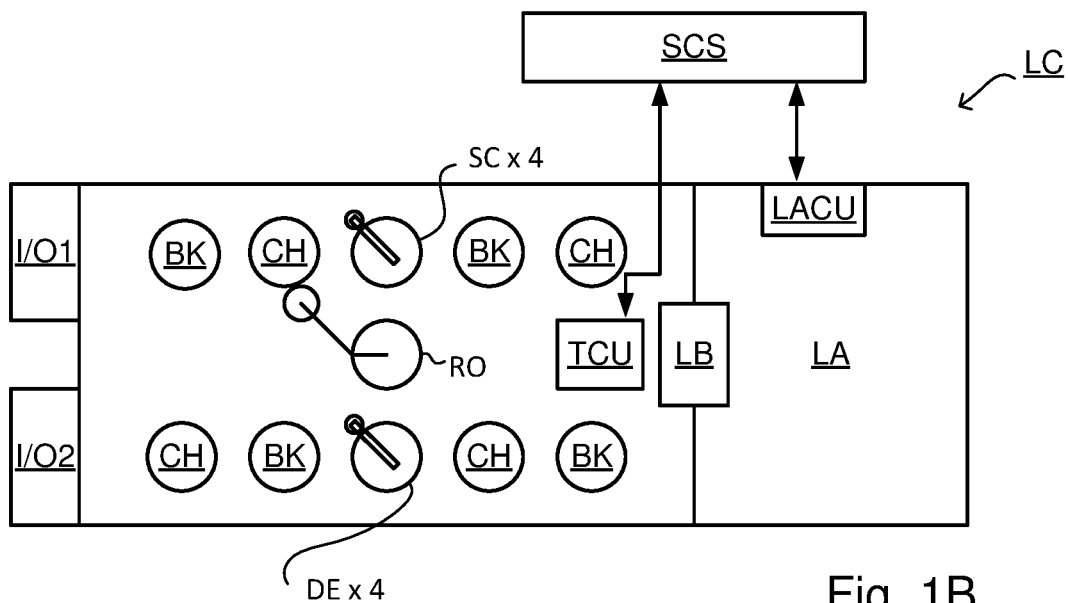 SCS
LC
SC x 4
LACU
I/O1
BK
CH
BK
CH
TCU
LB
LA
RO
I/O2
CH
BK
CH
BK
DE x 4
Fig. 1B